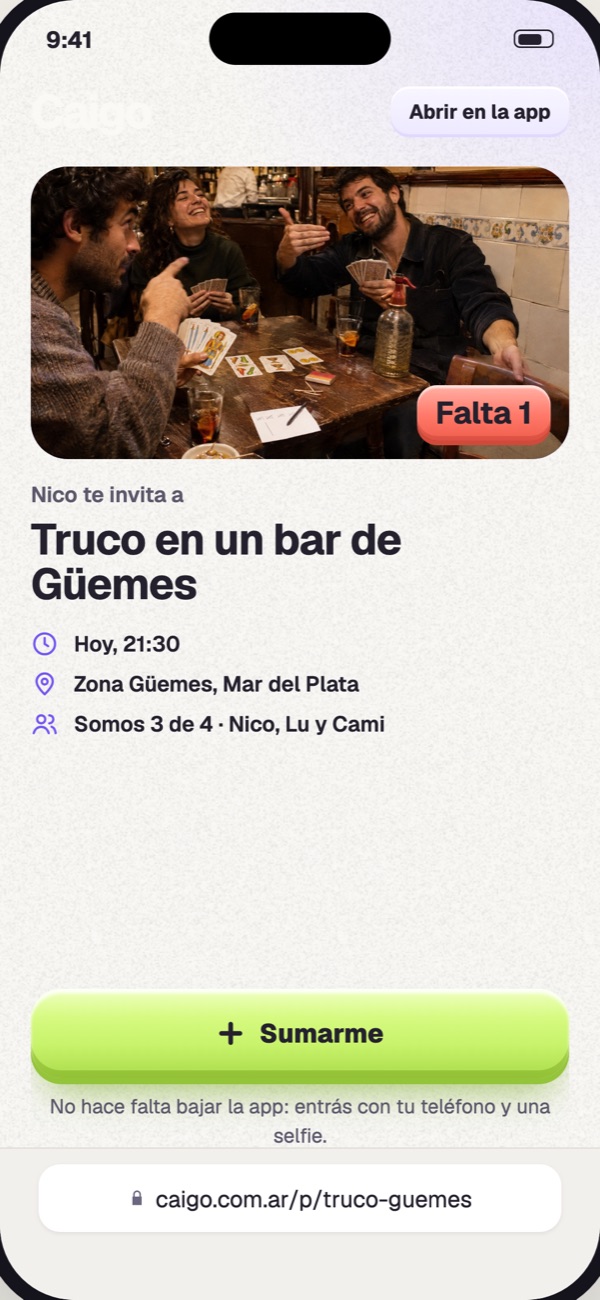 9:41
Caigo
Abrir en la app
Falta 1
Nico te invita a
Truco en un bar de
Güemes
Hoy, 21:30
Zona Güemes, Mar del Plata
Somos 3 de 4 · Nico, Lu y Cami
+ Sumarme
No hace falta bajar la app: entrás con tu teléfono y una
selfie.
caigo.com.ar/p/truco-guemes